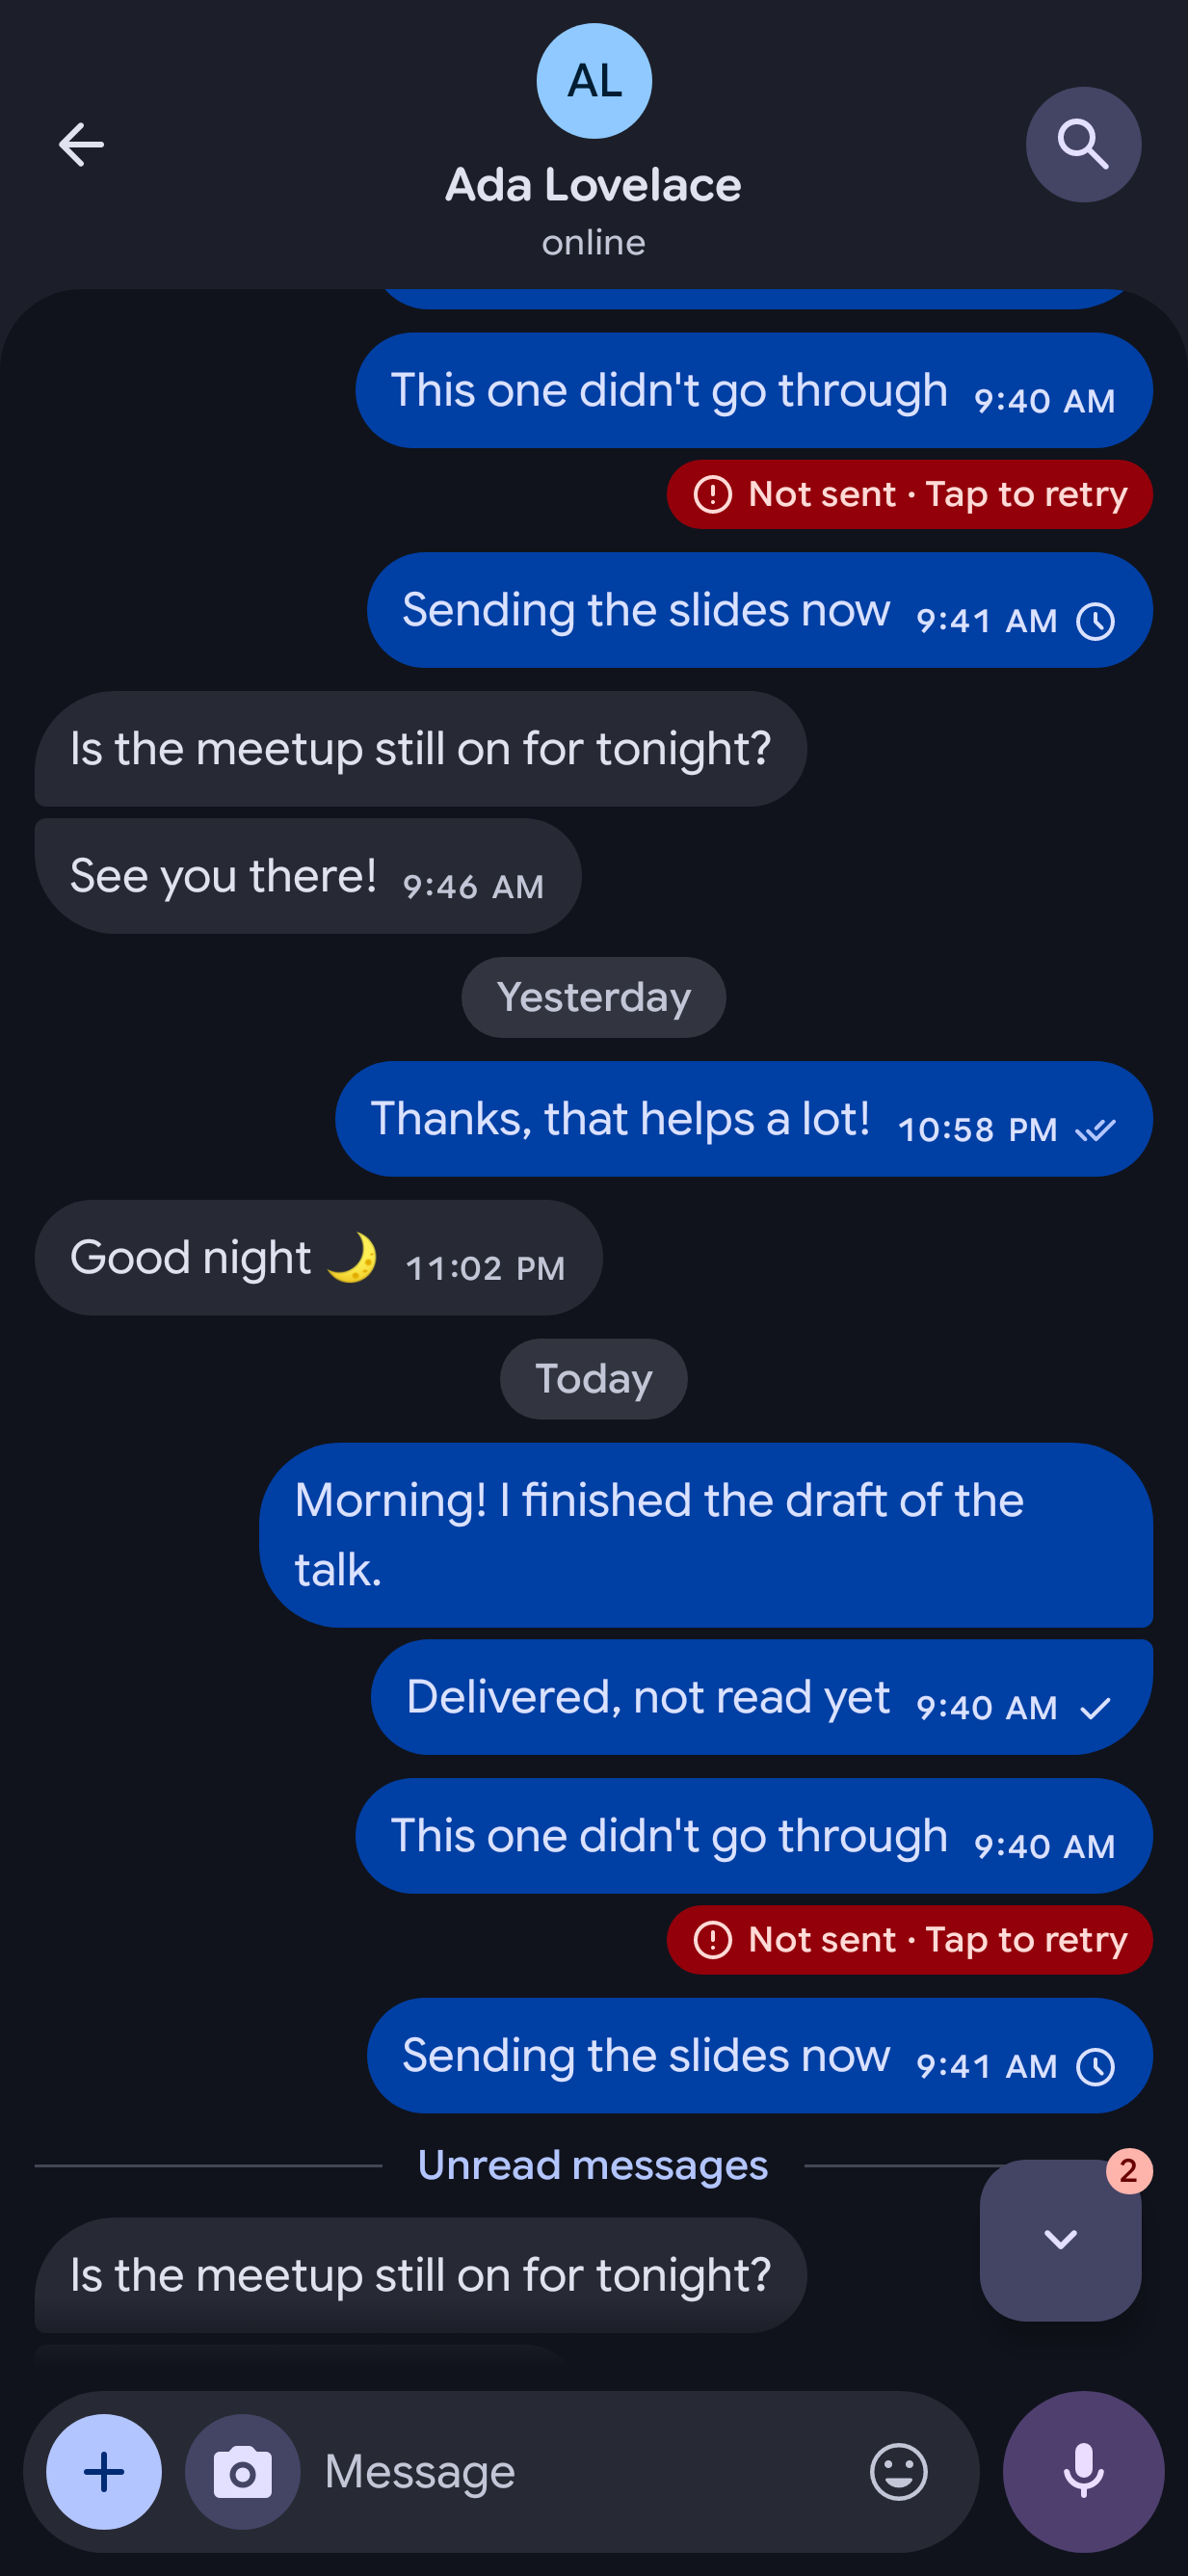 AL
Ada Lovelace
online
This one didn't go through 9:40 AM
Not sent · Tap to retry
Sending the slides now 9:41 AM
Is the meetup still on for tonight?
See you there! 9:46 AM
Yesterday
Thanks, that helps a lot! 10:58 PM
Good night 🌙 11:02 PM
Today
Morning! I finished the draft of the
talk.
Delivered, not read yet 9:40 AM
This one didn't go through 9:40 AM
Not sent · Tap to retry
Sending the slides now 9:41 AM
Unread messages
2
Is the meetup still on for tonight?
Message